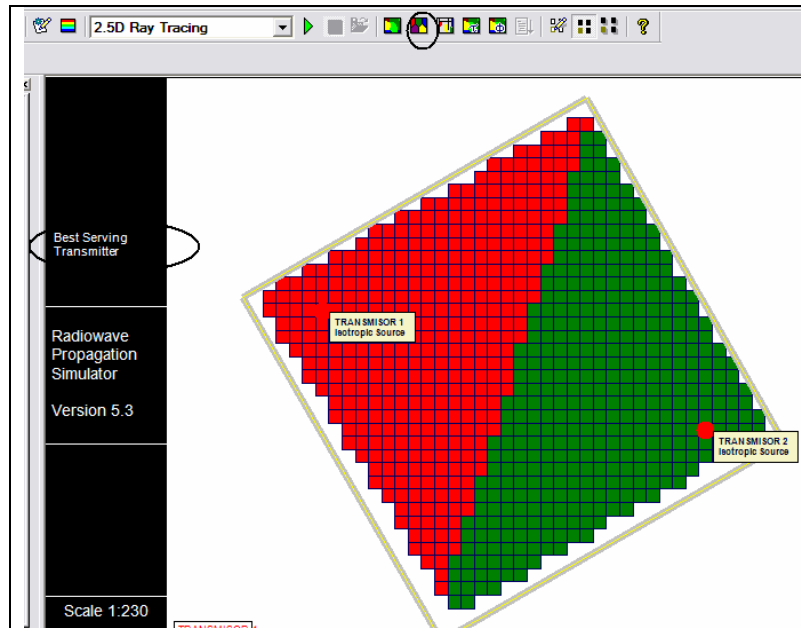 2.5D Ray Tracing
Best Serving
Transmitter
Radiowave
Propagation
Simulator
Version 5.3
Scale 1:230
TRANSMISOR 1
Isotropic Source
TRANSMISOR 2
Isotropic Source